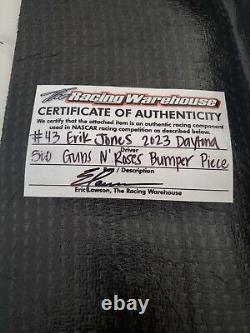 The Racing Warehouse
CERTIFICATE OF AUTHENTICITY
We certify that the attached item is an authentic racing component
used in NASCAR racing competition as described below.
#43 Erik Jones 2023 Daytona
Driver
500 Guns N' Roses Bumper Piece
/ Description
Eric Lawson, The Racing Warehouse